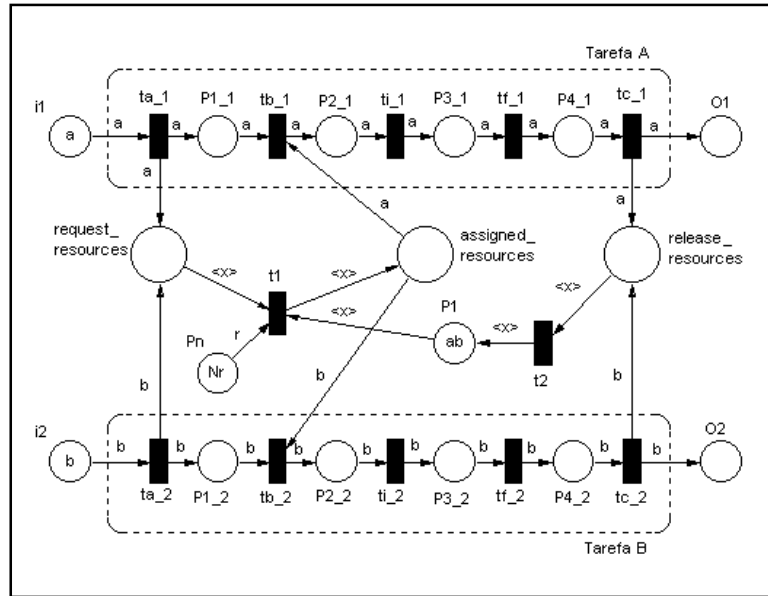 Tarefa A
i1 ta_1 P1_1 tb_1 P2_1 ti_1 P3_1 tf_1 P4_1 tc_1 O1
a a a a a a a a a a a
a a a
request_
resources
assigned_
resources
release_
resources
<x> t1 <x> <x>
<x> P1 <x>
Pn r ab
Nr t2
b b b
i2 O2
b b b b b b b b b b b
ta_2 P1_2 tb_2 P2_2 ti_2 P3_2 tf_2 P4_2 tc_2
Tarefa B